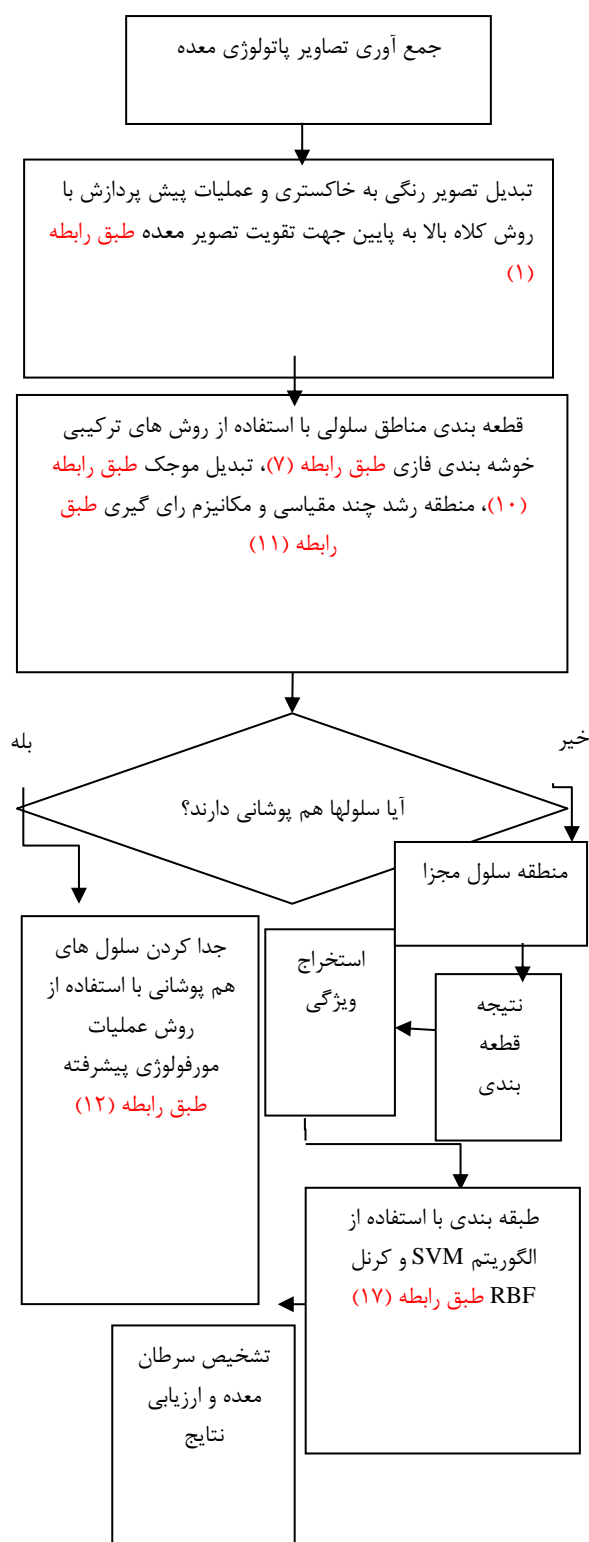 جمع آوری تصاویر پاتولوژی معده
تبدیل تصویر رنگی به خاکستری و عملیات پیش پردازش با
روش کلاه بالا به پایین جهت تقویت تصویر معده طبق رابطه
(۱)
قطعه بندی مناطق سلولی با استفاده از روش های ترکیبی
خوشه بندی فازی طبق رابطه (۷)، تبدیل موجک طبق رابطه
(۱۰)، منطقه رشد چند مقیاسی و مکانیزم رای گیری طبق
رابطه (۱۱)
خیر
بله
آیا سلولها هم پوشانی دارند؟
منطقه سلول مجزا
جدا کردن سلول های
هم پوشانی با استفاده از
روش عملیات
مورفولوژی پیشرفته
طبق رابطه (۱۲)
نتیجه
قطعه
بندی
استخراج
ویژگی
طبقه بندی با استفاده از
الگوریتم SVM و کرنل
RBF طبق رابطه (۱۷)
تشخیص سرطان
معده و ارزیابی
نتایج